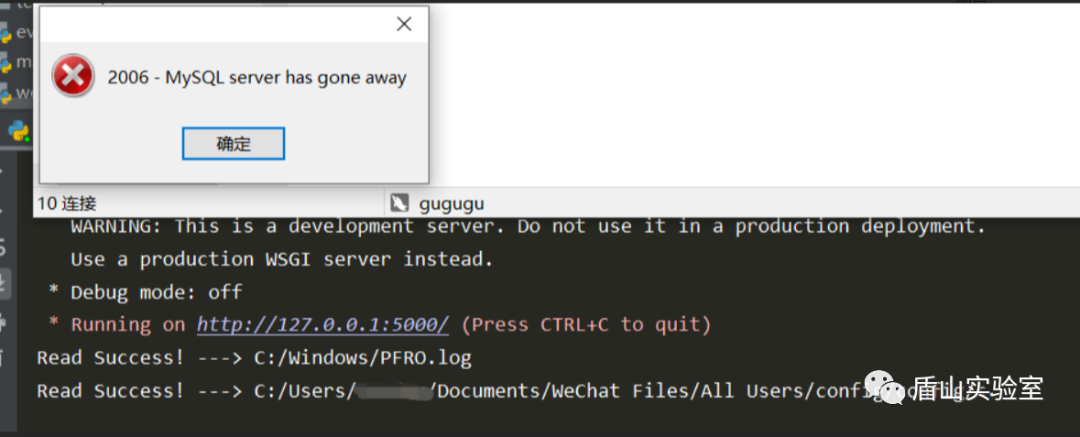 2006 - MySQL server has gone away
确定
10 连接
gugugu
WARNING: This is a development server. Do not use it in a production deployment.
Use a production WSGI server instead.
* Debug mode: off
* Running on http://127.0.0.1:5000/ (Press CTRL+C to quit)
Read Success! ---> C:/Windows/PFRO.log
Read Success! ---> C:/Users/ /Documents/WeChat Files/All Users/config/
盾山实验室